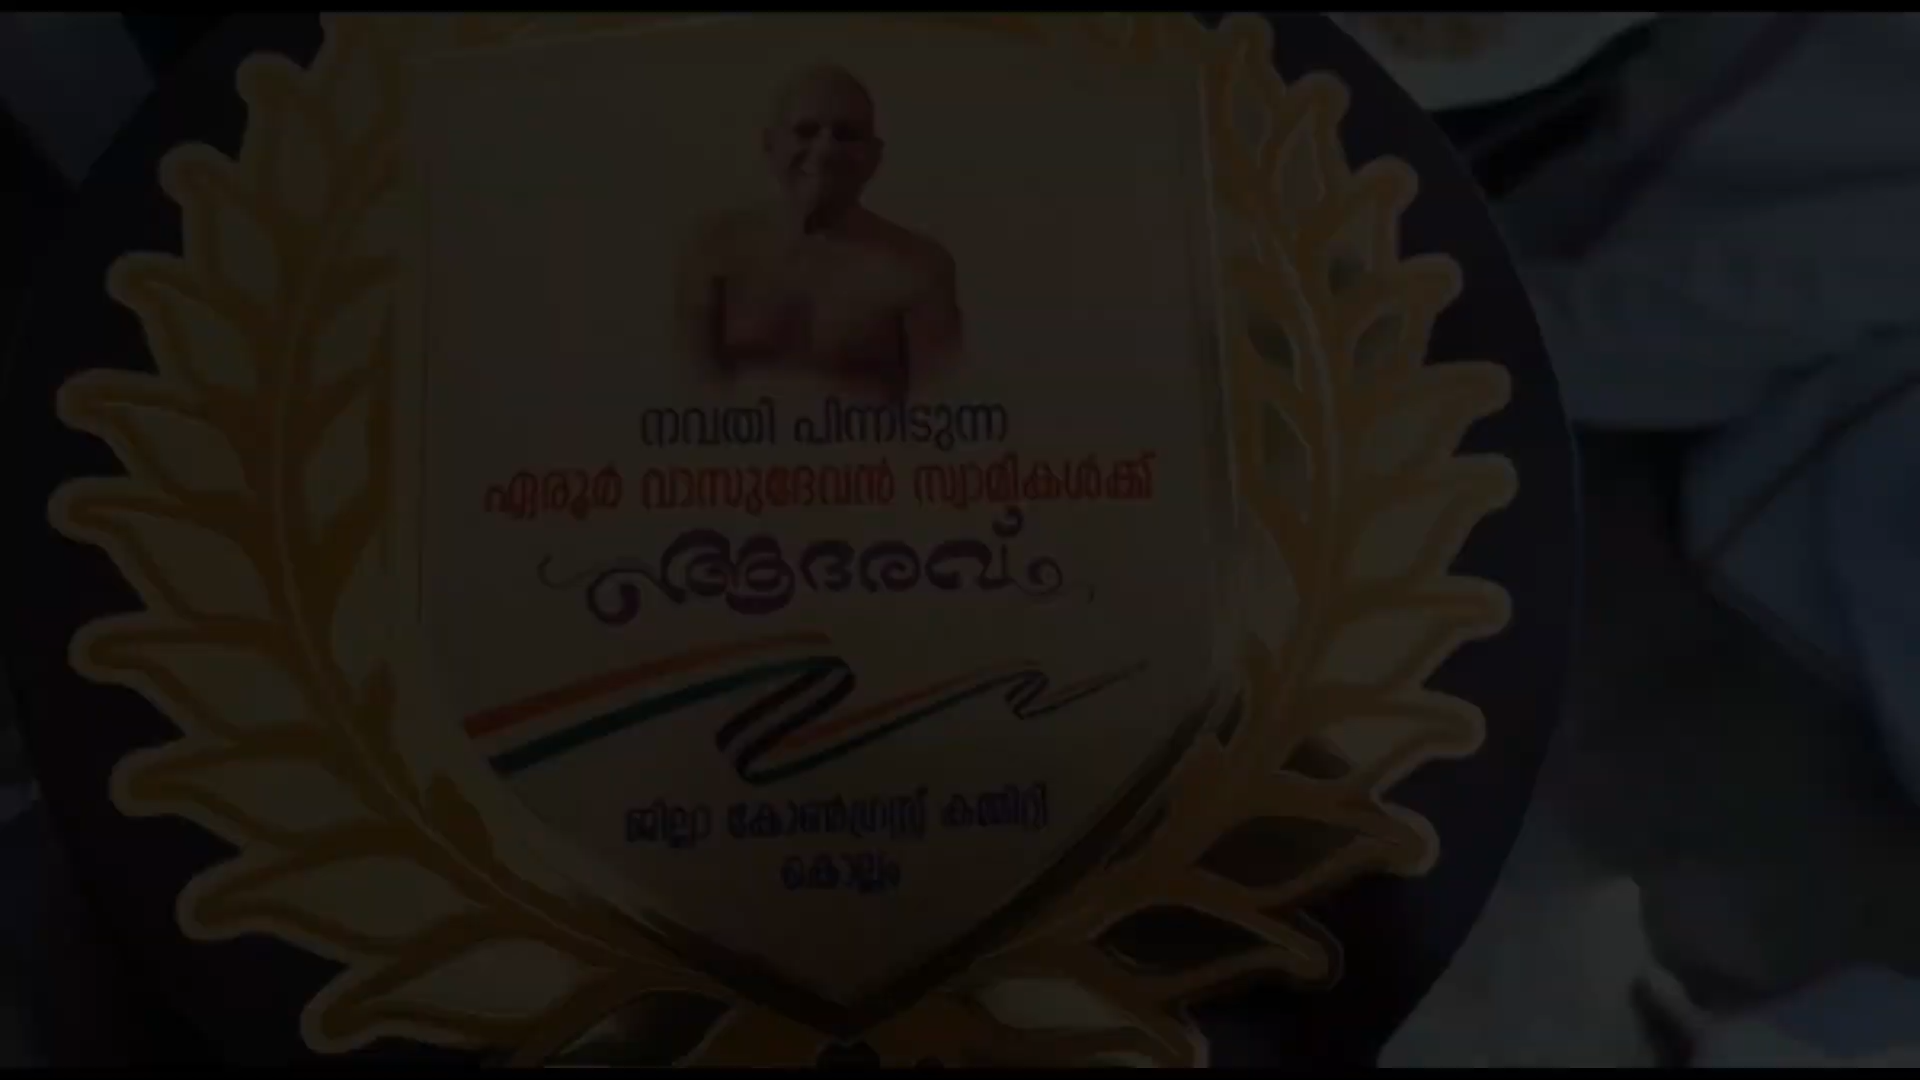 നവതി പിന്നിടുന്ന
ഏരൂർ വാസുദേവൻ സ്വാമികൾക്ക്
ആദരവ്
ജില്ലാ കോൺഗ്രസ്സ് കമ്മിറ്റി
കൊല്ലം